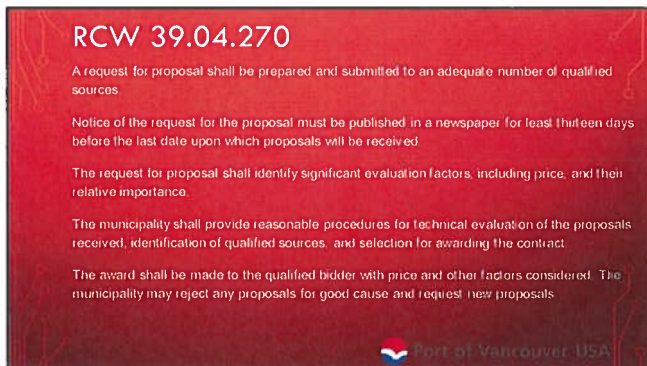 RCW 39.04.270
A request for proposal shall be prepared and submitted to an adequate number of qualified
sources.
Notice of the request for the proposal must be published in a newspaper for least thirteen days
before the last date upon which proposals will be received.
The request for proposal shall identify significant evaluation factors, including price, and their
relative importance.
The municipality shall provide reasonable procedures for technical evaluation of the proposals
received, identification of qualified sources, and selection for awarding the contract.
The award shall be made to the qualified bidder with price and other factors considered. The
municipality may reject any proposals for good cause and request new proposals.
Port of Vancouver USA